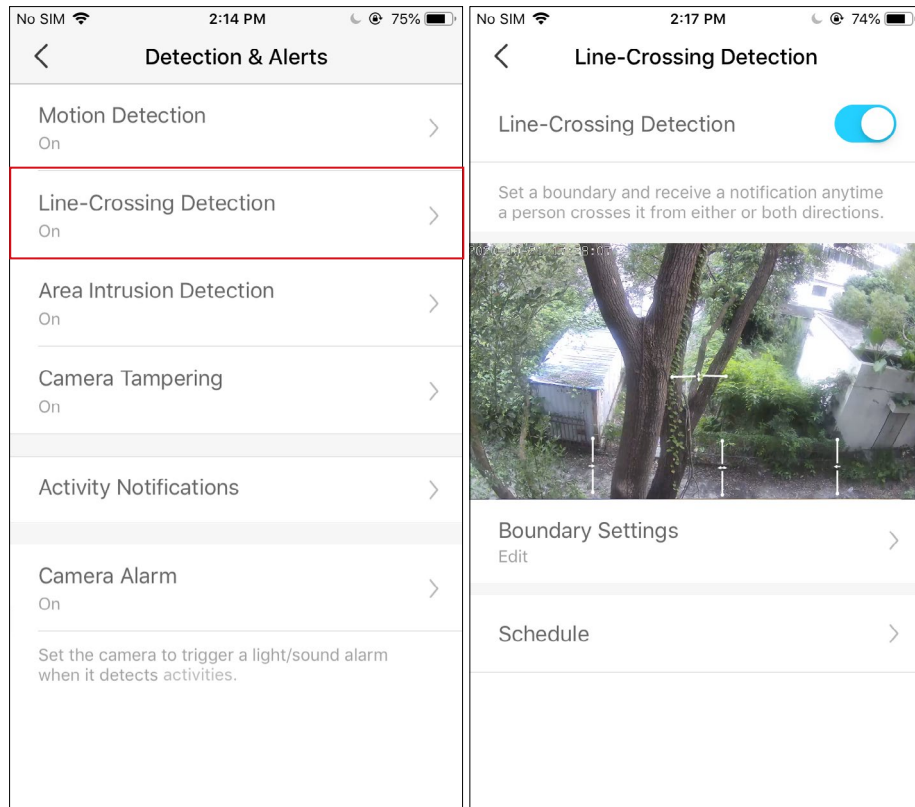 No SIM 2:14 PM 75%
Detection & Alerts
Motion Detection
On
Line-Crossing Detection
On
Area Intrusion Detection
On
Camera Tampering
On
Activity Notifications
Camera Alarm
On
Set the camera to trigger a light/sound alarm
when it detects activities.
No SIM 2:17 PM 74%
Line-Crossing Detection
Line-Crossing Detection
Set a boundary and receive a notification anytime
a person crosses it from either or both directions.
Boundary Settings
Edit
Schedule